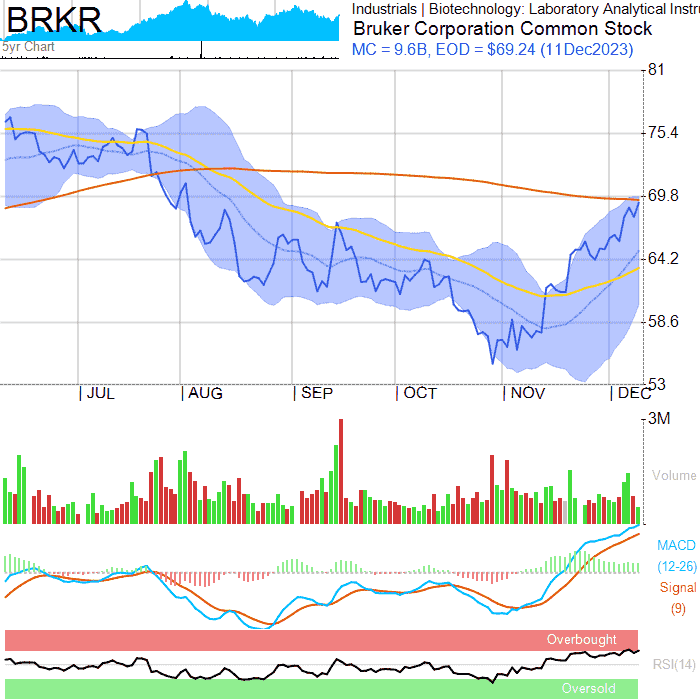 BRKR
5yr Chart
Industrials | Biotechnology: Laboratory Analytical Instru
Bruker Corporation Common Stock
MC = 9.6B, EOD = $69.24 (11Dec2023)
81
75.4
69.8
64.2
58.6
53
| JUL | AUG | SEP | OCT | NOV | DEC
3M
Volume
MACD
(12-26)
Signal
(9)
Overbought
RSI(14)
Oversold